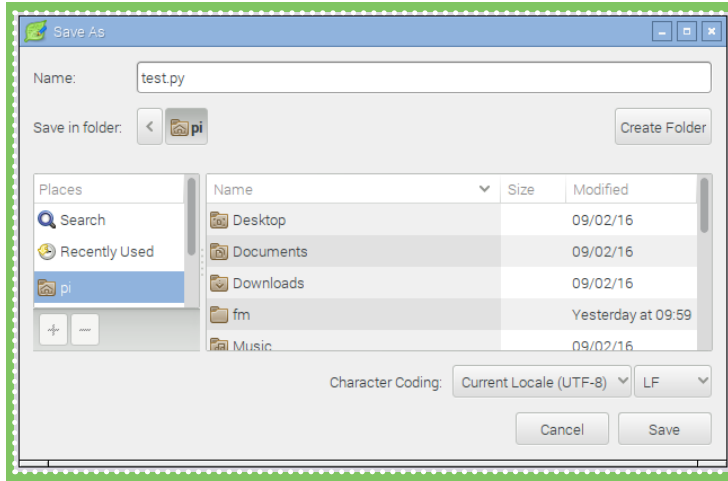 Save As
Name: test.py
Save in folder: pi Create Folder
Places Name Size Modified
Search Desktop 09/02/16
Recently Used Documents 09/02/16
pi Downloads 09/02/16
fm Yesterday at 09:59
Music 09/02/16
Character Coding: Current Locale (UTF-8) LF
Cancel Save